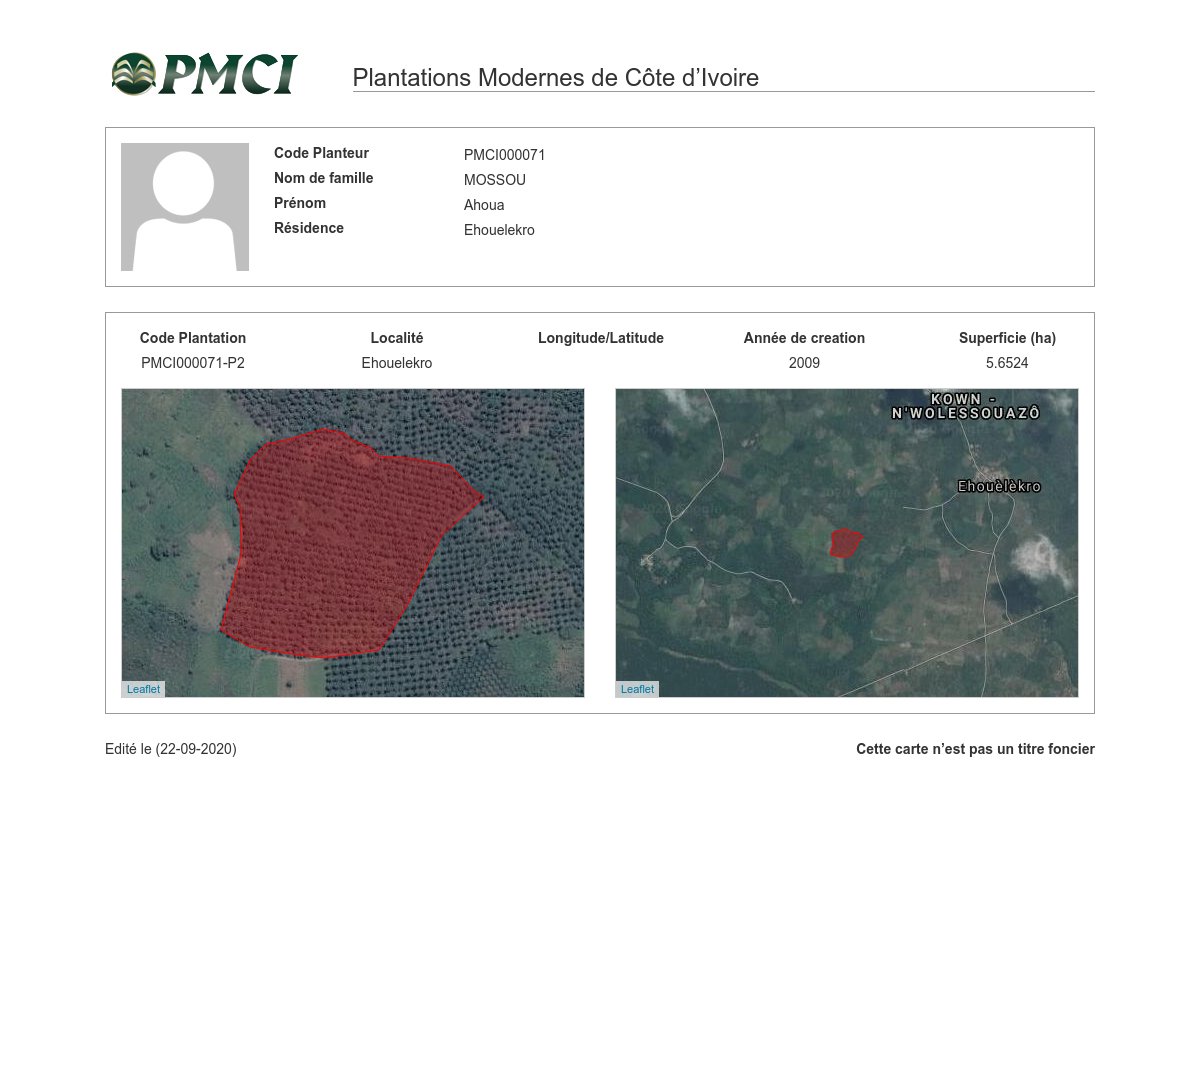 PMCI
Plantations Modernes de Côte d’Ivoire
Code Planteur PMCI000071
Nom de famille MOSSOU
Prénom Ahoua
Résidence Ehouelekro
Code Plantation Localité Longitude/Latitude Année de creation Superficie (ha)
PMCI000071-P2 Ehouelekro 2009 5.6524
KOWN -
N'WOLESSOUAZÔ
Ehouèlèkro
Leaflet Leaflet
Edité le (22-09-2020) Cette carte n’est pas un titre foncier